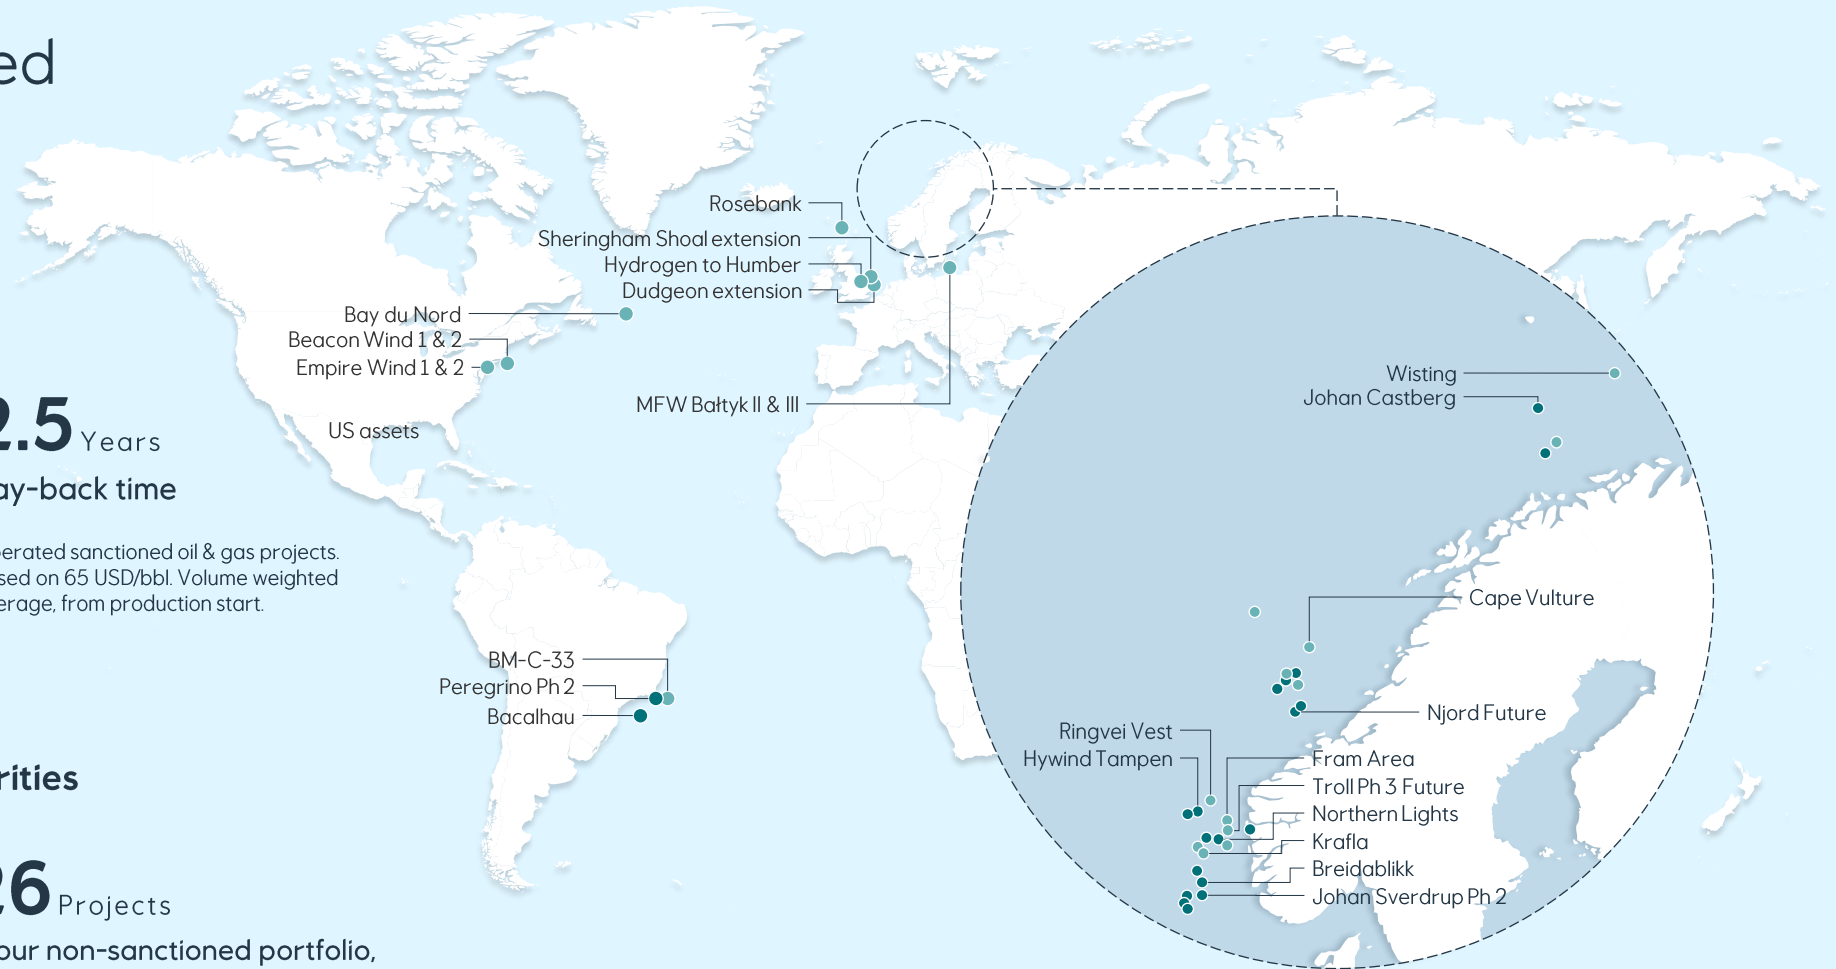 ed
2.5 Years
ay-back time
perated sanctioned oil & gas projects.
sed on 65 USD/bbl. Volume weighted
erage, from production start.
rities
26 Projects
our non-sanctioned portfolio,
Rosebank
Sheringham Shoal extension
Hydrogen to Humber
Dudgeon extension
Bay du Nord
Beacon Wind 1 & 2
Empire Wind 1 & 2
MFW Bałtyk II & III
US assets
BM-C-33
Peregrino Ph 2
Bacalhau
Wisting
Johan Castberg
Cape Vulture
Njord Future
Ringvei Vest
Hywind Tampen
Fram Area
Troll Ph 3 Future
Northern Lights
Krafla
Breidablikk
Johan Sverdrup Ph 2